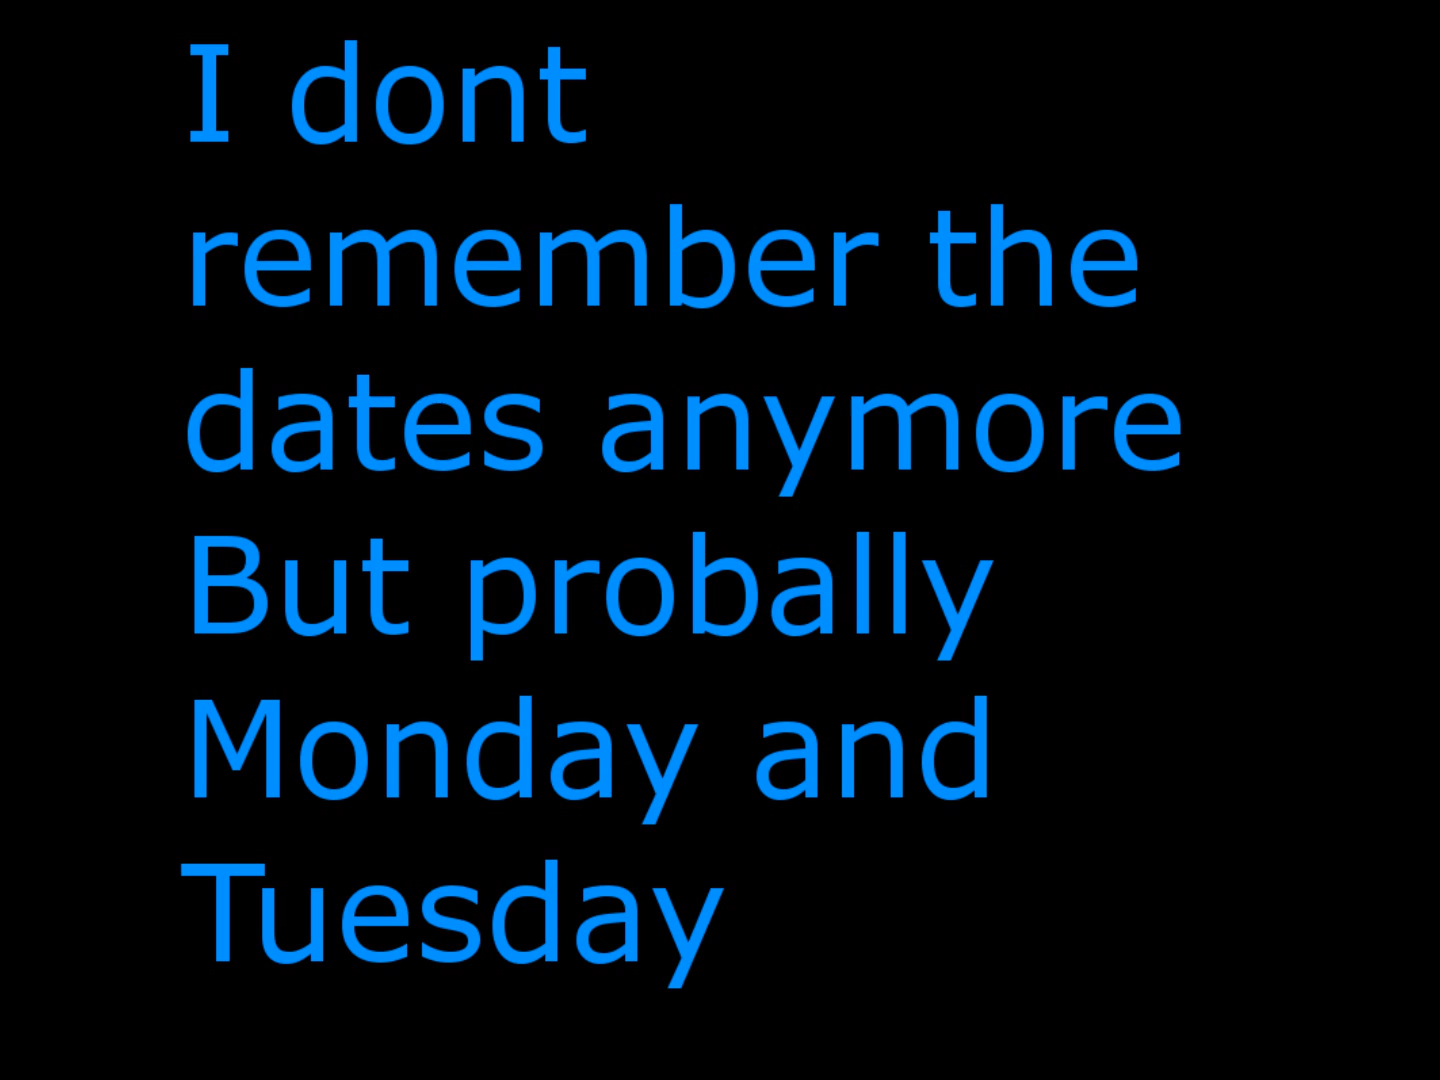 I dont
remember the
dates anymore
But probally
Monday and
Tuesday